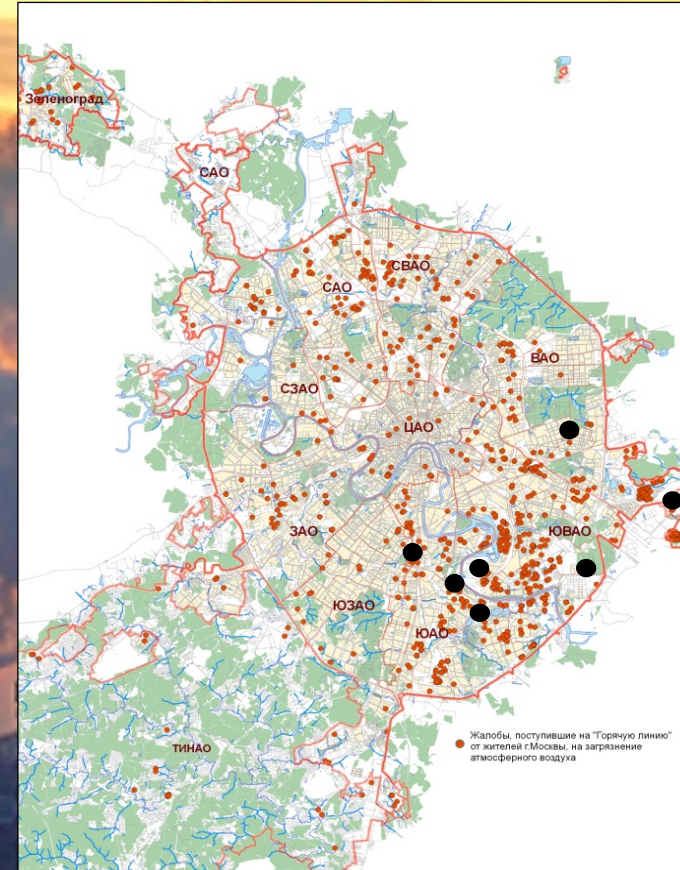 Зеленоград
САО
СВАО
САО
ВАО
СЗАО
ЦАО
ЗАО
ЮВАО
ЮЗАО
ЮАО
ТИНАО
Жалобы, поступившие на "Горячую линию"
от жителей г.Москвы, на загрязнение
атмосферного воздуха